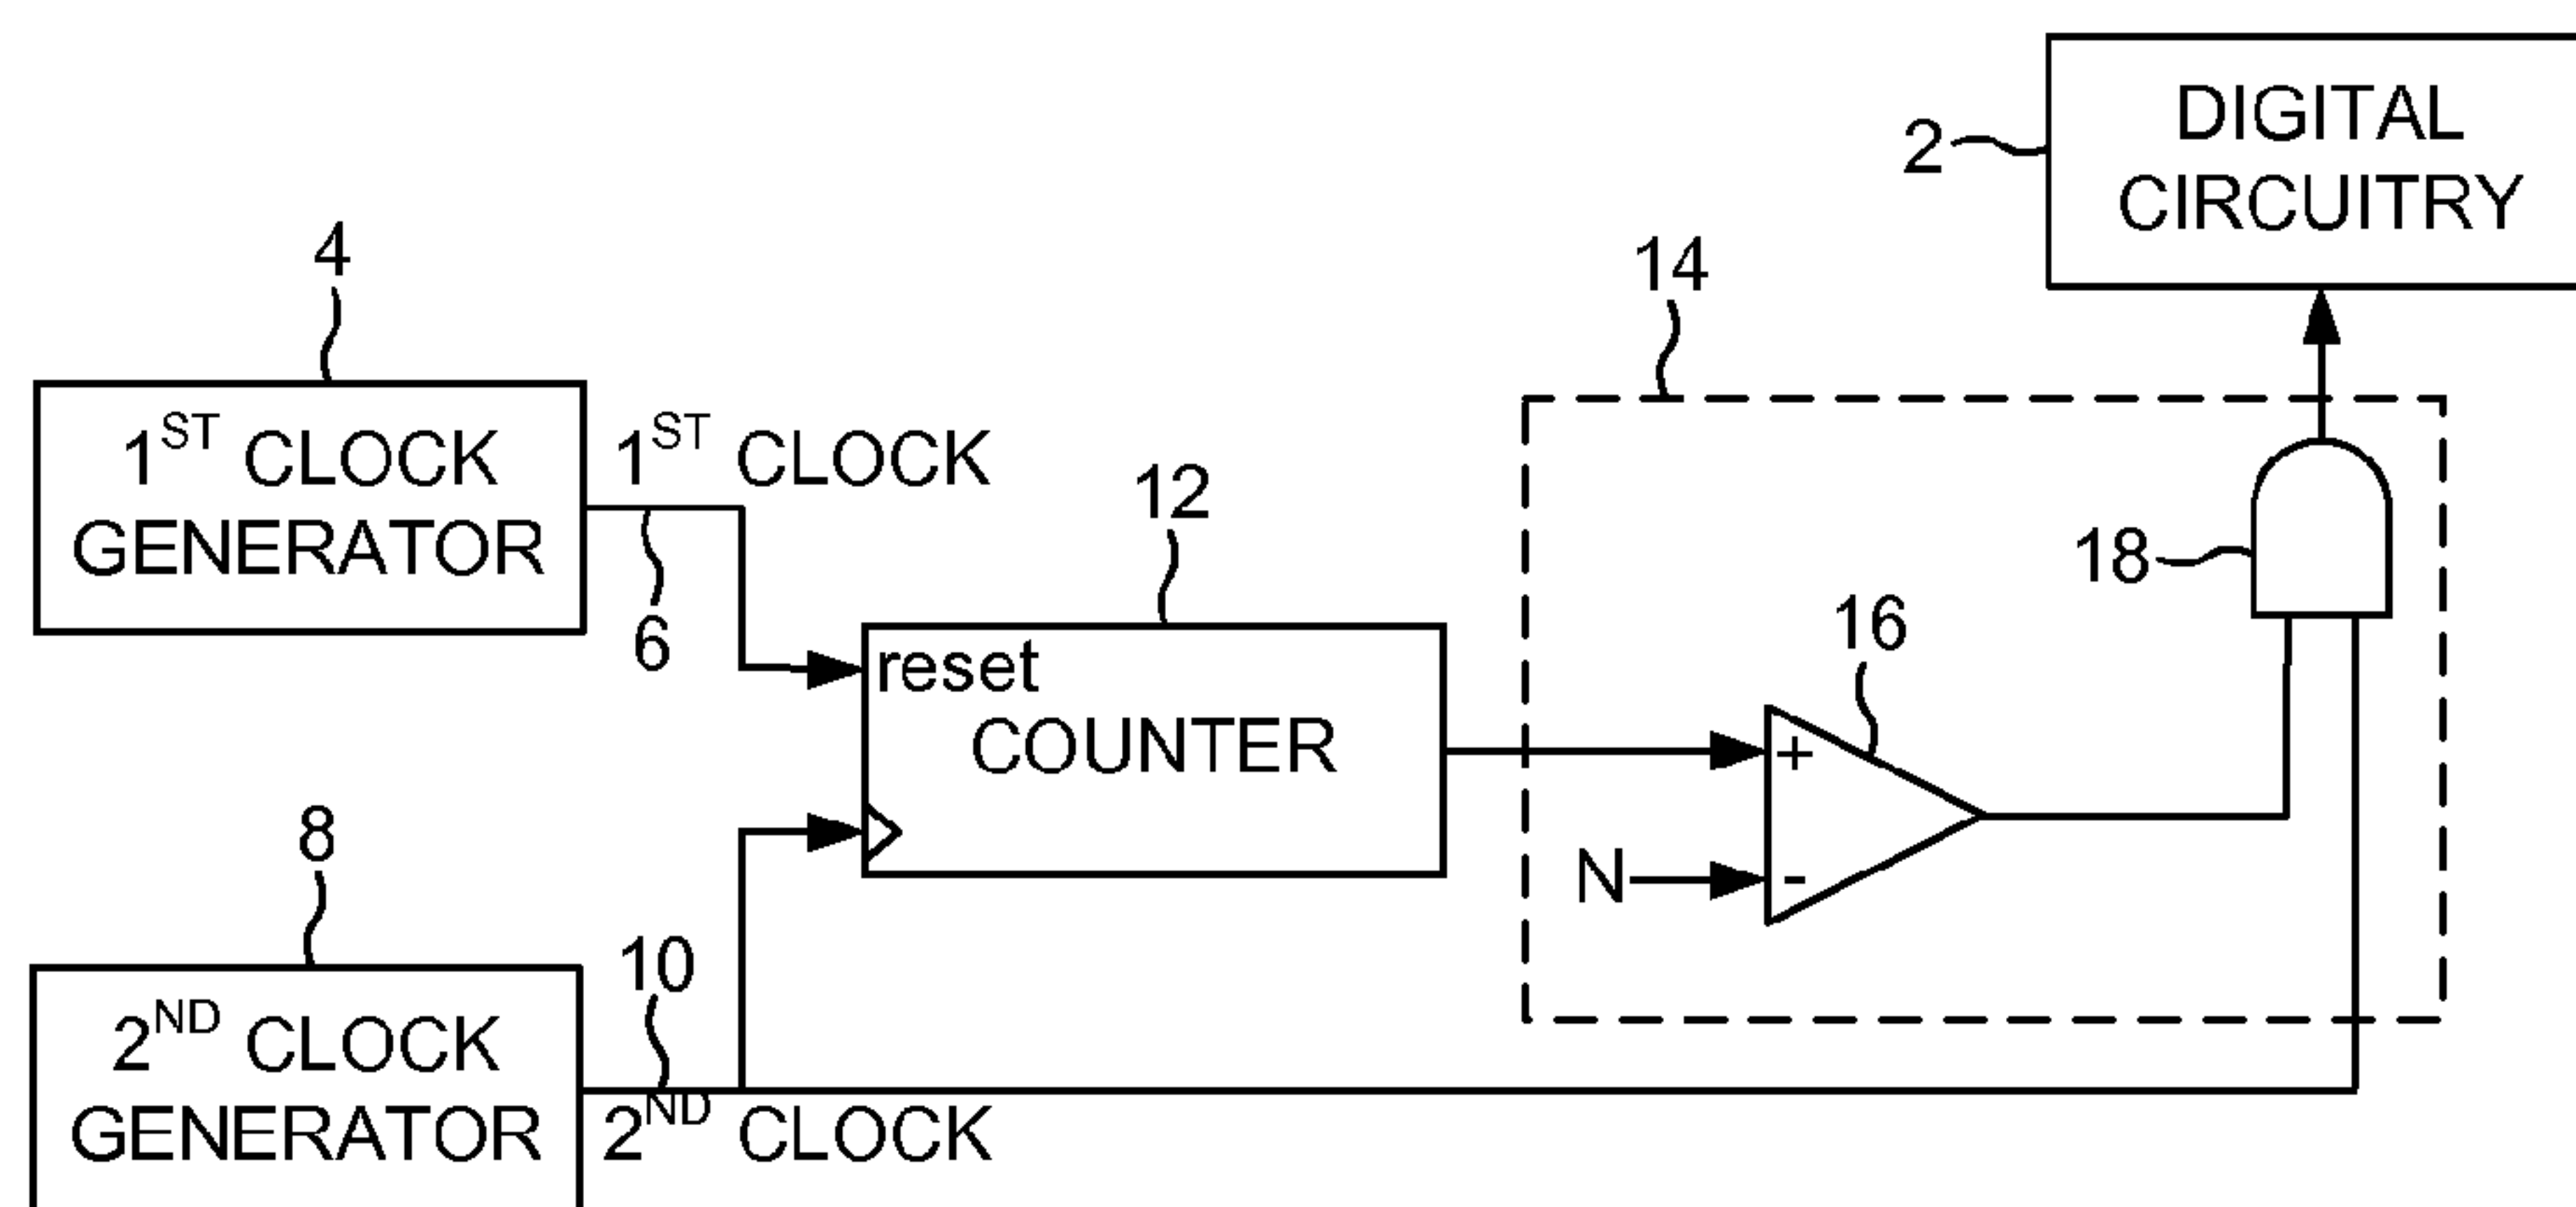 DIGITAL
CIRCUITRY
2
14
4
1ST CLOCK
GENERATOR
1ST CLOCK
6
12
reset
COUNTER
18
16
+
N
-
8
10
2ND CLOCK
GENERATOR
2ND CLOCK